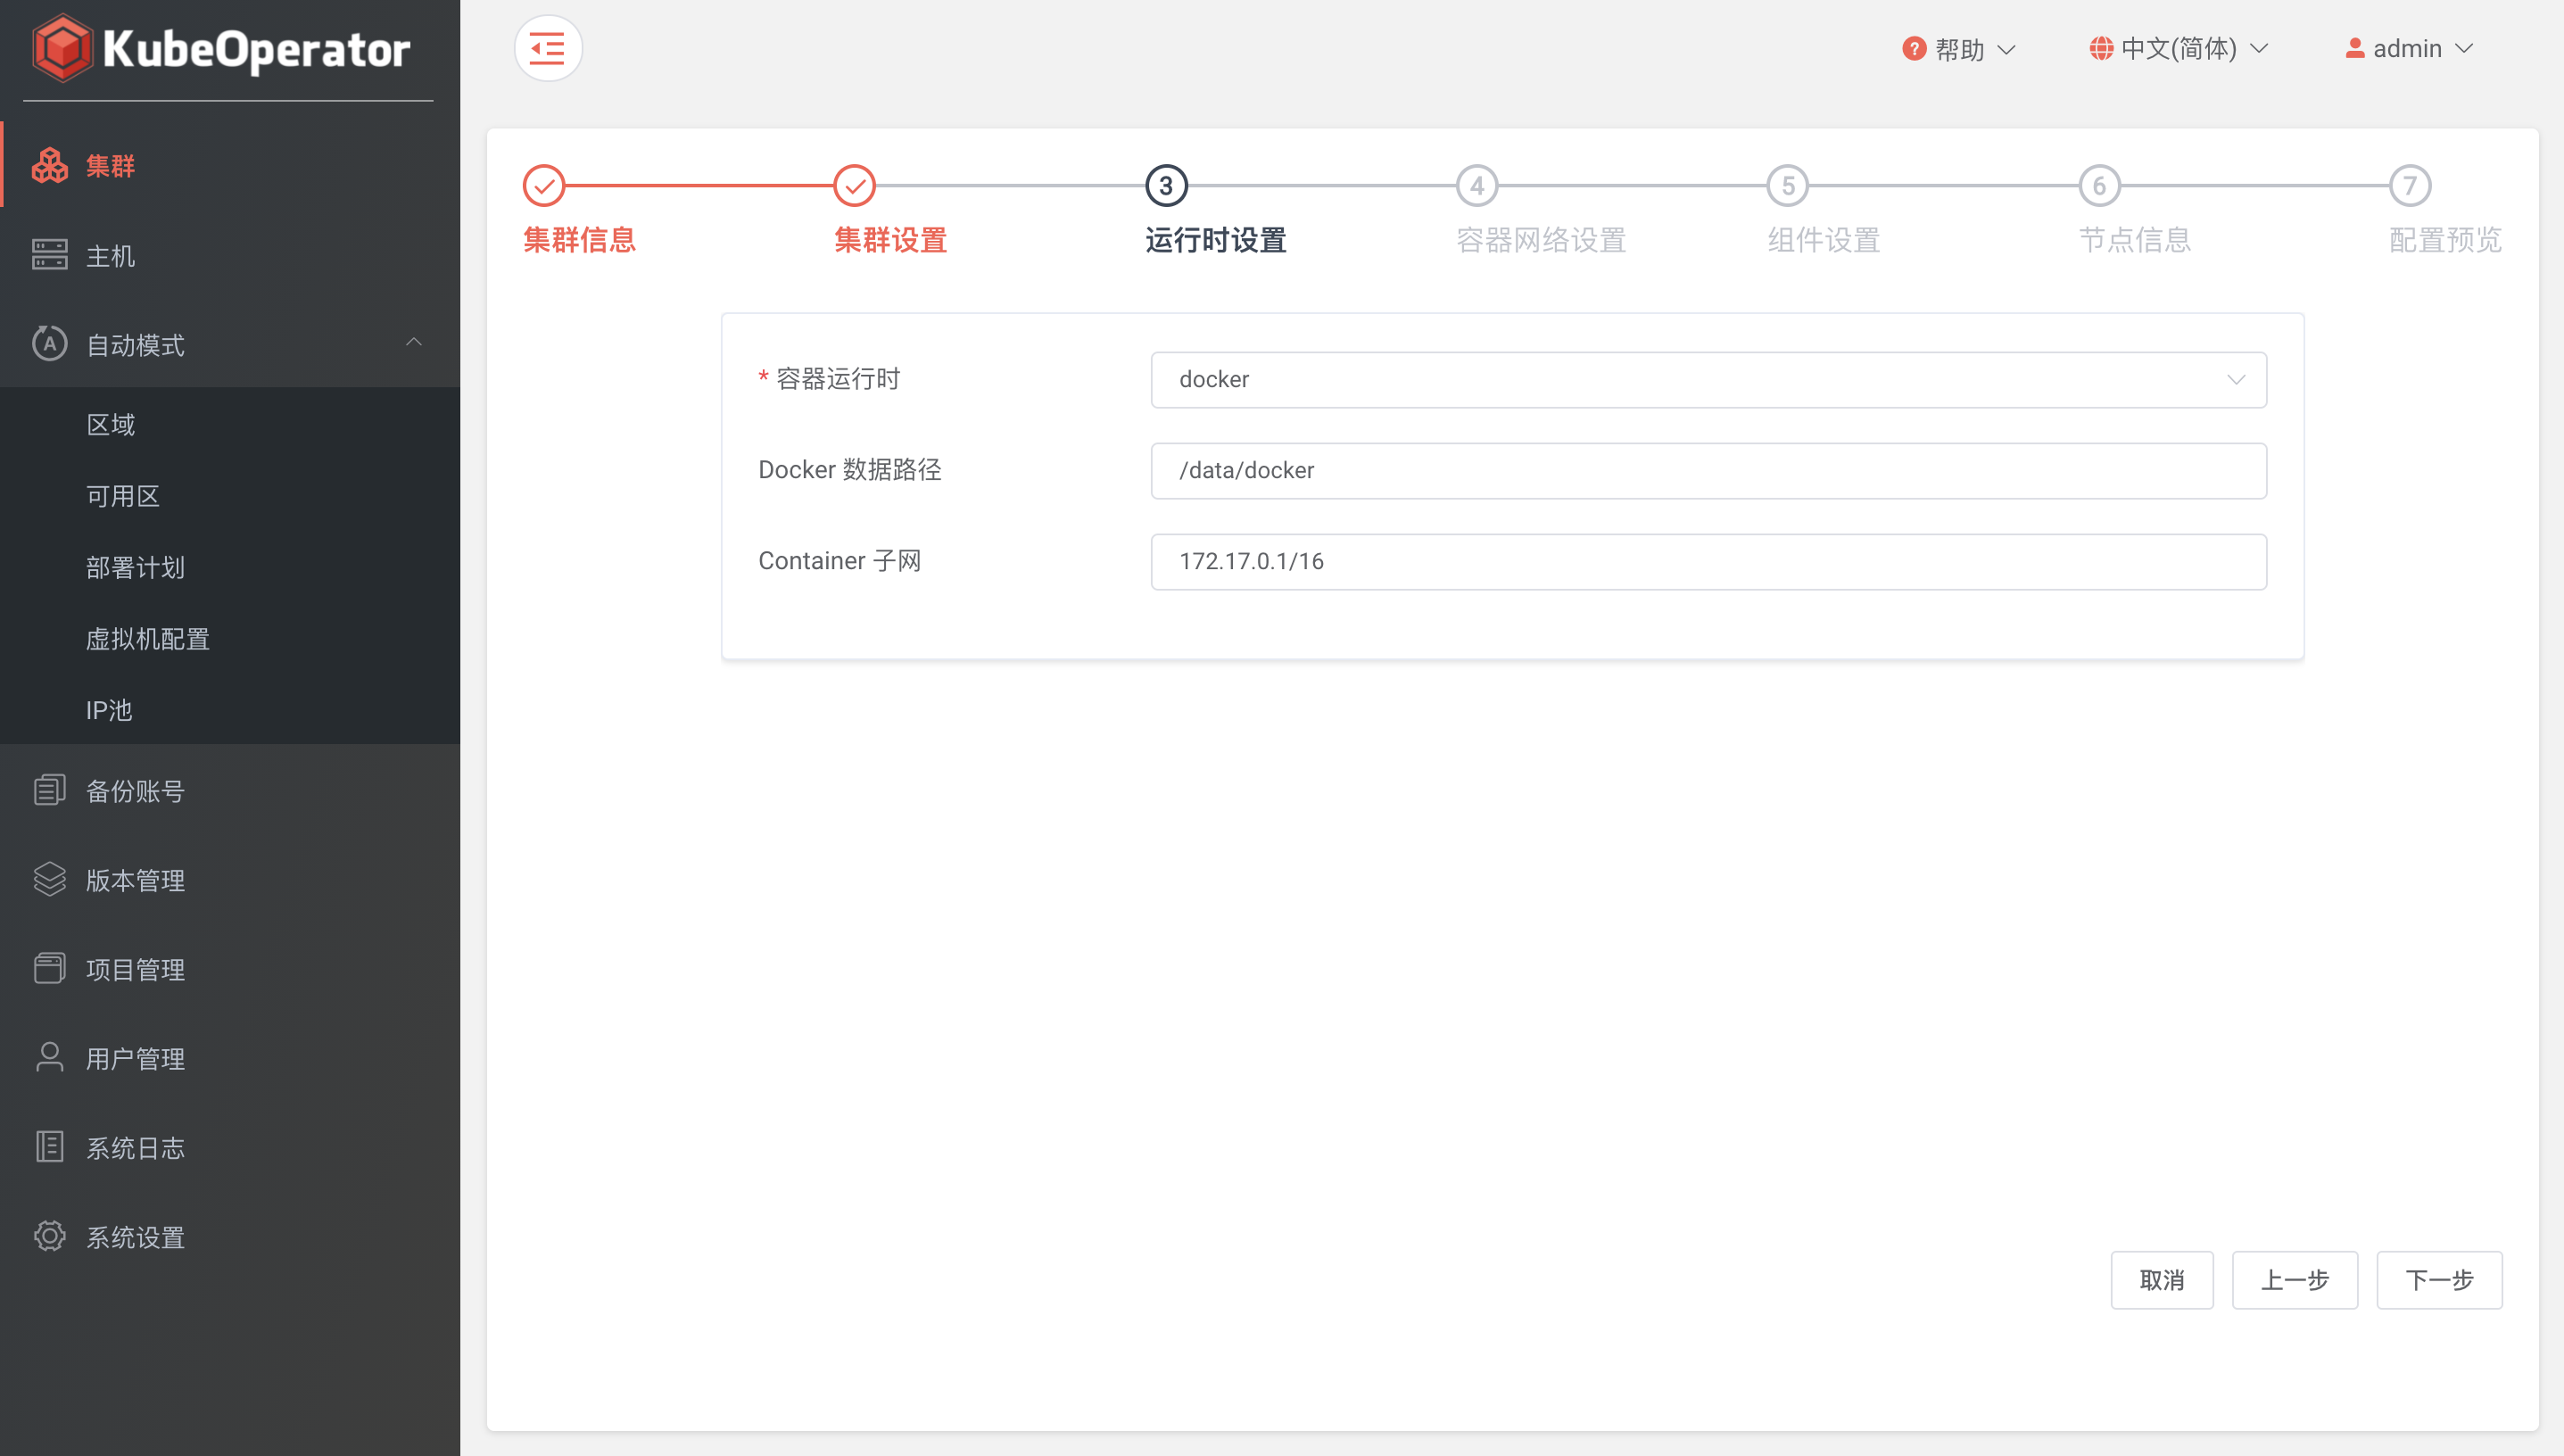 KubeOperator
帮助
中文(简体)
admin
集群
主机
自动模式
区域
可用区
部署计划
虚拟机配置
IP池
备份账号
版本管理
项目管理
用户管理
系统日志
系统设置
3
4
5
6
7
集群信息
集群设置
运行时设置
容器网络设置
组件设置
节点信息
配置预览
* 容器运行时
docker
Docker 数据路径
/data/docker
Container 子网
172.17.0.1/16
取消
上一步
下一步